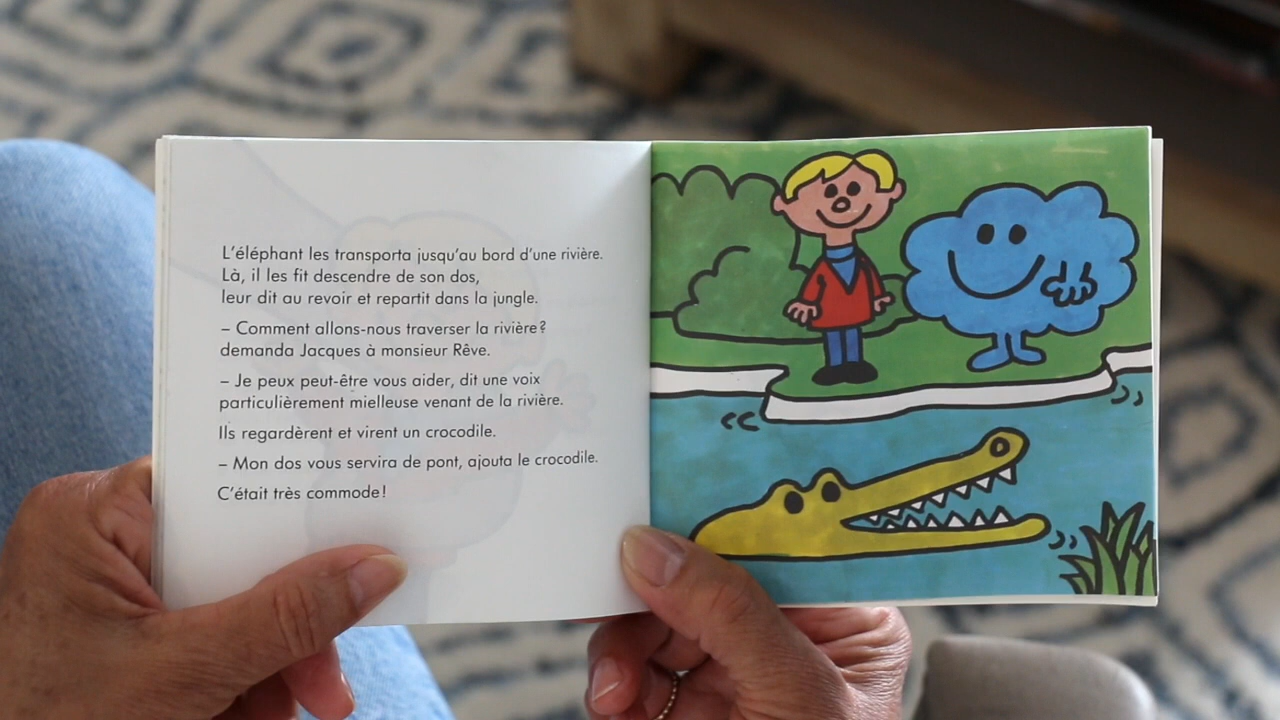 L'éléphant les transporta jusqu'au bord d'une rivière.
Là, il les fit descendre de son dos,
leur dit au revoir et repartit dans la jungle.
– Comment allons-nous traverser la rivière?
demanda Jacques à monsieur Rêve.
– Je peux peut-être vous aider, dit une voix
particulièrement mielleuse venant de la rivière.
Ils regardèrent et virent un crocodile.
– Mon dos vous servira de pont, ajouta le crocodile.
C'était très commode!